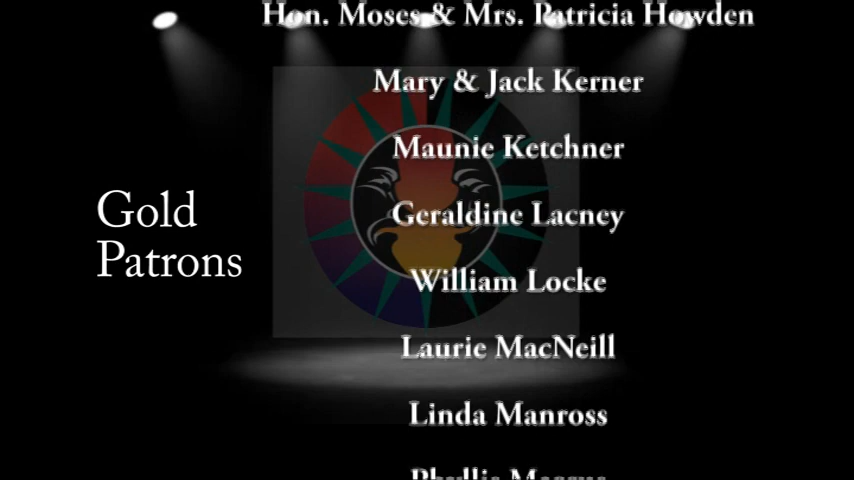 Hon. Moses & Mrs. Patricia Howden
Mary & Jack Kerner
Maunie Ketchner
Geraldine Lacney
William Locke
Laurie MacNeill
Linda Manross
Phyllis
Gold
Patrons